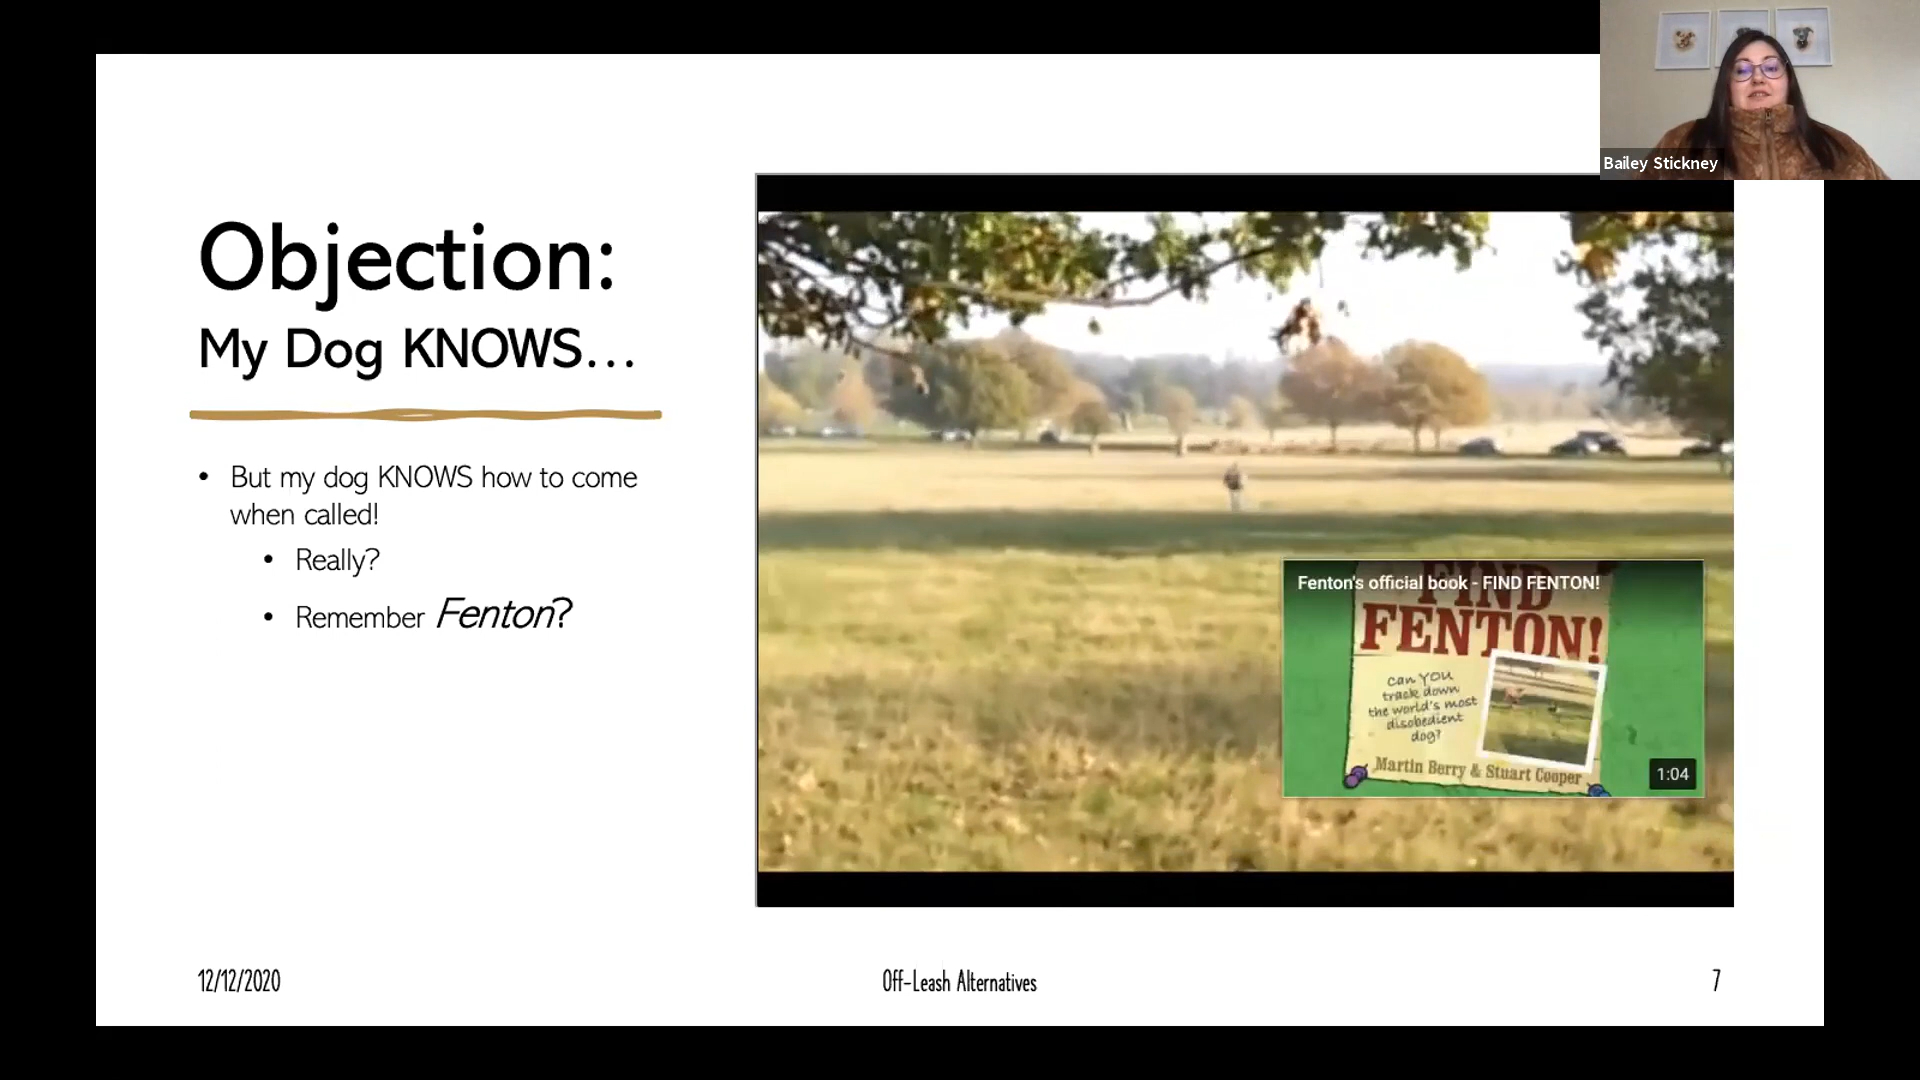 Bailey Stickney
Objection:
My Dog KNOWS...
• But my dog KNOWS how to come
when called!
• Really?
• Remember Fenton?
Fenton's official book - FIND FENTON!
FIND
FENTON!
can YOU
track down
the world's most
disobedient
dog?
Martin Berry & Stuart Cooper
1:04
12/12/2020
Off-Leash Alternatives
7